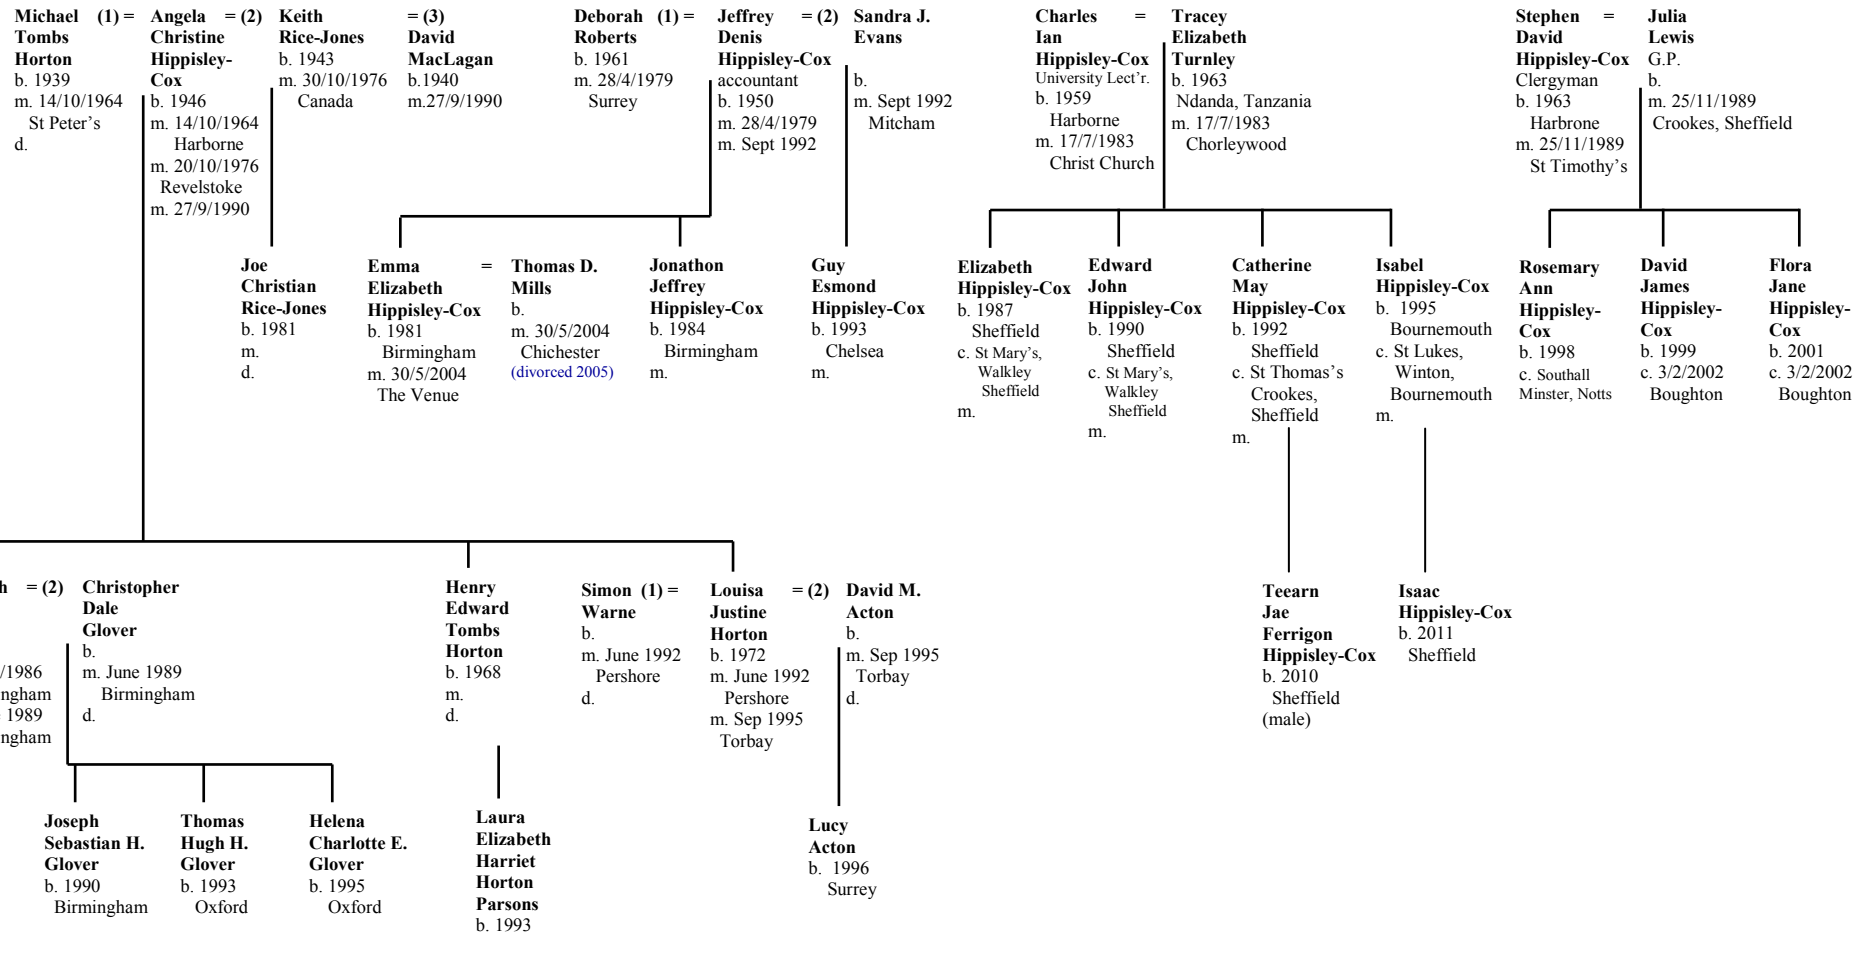 Michael (1) =
Tombs
Horton
b. 1939
m. 14/10/1964
St Peter’s
d.
Angela = (2)
Christine
Hippisley-
Cox
b. 1946
m. 14/10/1964
Harborne
m. 20/10/1976
Revelstoke
m. 27/9/1990
Keith
Rice-Jones
b. 1943
m. 30/10/1976
Canada
= (3)
David
MacLagan
b.1940
m.27/9/1990
Deborah (1) =
Roberts
b. 1961
m. 28/4/1979
Surrey
Jeffrey = (2)
Denis
Hippisley-Cox
accountant
b. 1950
m. 28/4/1979
m. Sept 1992
Sandra J.
Evans
b.
m. Sept 1992
Mitcham
Charles =
Ian
Hippisley-Cox
University Lect’r.
b. 1959
Harborne
m. 17/7/1983
Christ Church
Tracey
Elizabeth
Turnley
b. 1963
Ndanda, Tanzania
m. 17/7/1983
Chorleywood
Stephen =
David
Hippisley-Cox
Clergyman
b. 1963
Harbrone
m. 25/11/1989
St Timothy’s
Julia
Lewis
G.P.
b.
m. 25/11/1989
Crookes, Sheffield
Joe
Christian
Rice-Jones
b. 1981
m.
d.
Emma =
Elizabeth
Hippisley-Cox
b. 1981
Birmingham
m. 30/5/2004
The Venue
Thomas D.
Mills
b.
m. 30/5/2004
Chichester
(divorced 2005)
Jonathon
Jeffrey
Hippisley-Cox
b. 1984
Birmingham
m.
Guy
Esmond
Hippisley-Cox
b. 1993
Chelsea
m.
Elizabeth
Hippisley-Cox
b. 1987
Sheffield
c. St Mary’s,
Walkley
Sheffield
m.
Edward
John
Hippisley-Cox
b. 1990
Sheffield
c. St Mary’s,
Walkley
Sheffield
m.
Catherine
May
Hippisley-Cox
b. 1992
Sheffield
c. St Thomas’s
Crookes,
Sheffield
m.
Isabel
Hippisley-Cox
b. 1995
Bournemouth
c. St Lukes,
Winton,
Bournemouth
m.
Rosemary
Ann
Hippisley-
Cox
b. 1998
c. Southall
Minster, Notts
David
James
Hippisley-
Cox
b. 1999
c. 3/2/2002
Boughton
Flora
Jane
Hippisley-
Cox
b. 2001
c. 3/2/2002
Boughton
h = (2)
/1986
ngham
1989
ngham
Christopher
Dale
Glover
b.
m. June 1989
Birmingham
d.
Henry
Edward
Tombs
Horton
b. 1968
m.
d.
Simon (1) =
Warne
b.
m. June 1992
Pershore
d.
Louisa = (2)
Justine
Horton
b. 1972
m. June 1992
Pershore
m. Sep 1995
Torbay
David M.
Acton
b.
m. Sep 1995
Torbay
d.
Teearn
Jae
Ferrigon
Hippisley-Cox
b. 2010
Sheffield
(male)
Isaac
Hippisley-Cox
b. 2011
Sheffield
Joseph
Sebastian H.
Glover
b. 1990
Birmingham
Thomas
Hugh H.
Glover
b. 1993
Oxford
Helena
Charlotte E.
Glover
b. 1995
Oxford
Laura
Elizabeth
Harriet
Horton
Parsons
b. 1993
Lucy
Acton
b. 1996
Surrey